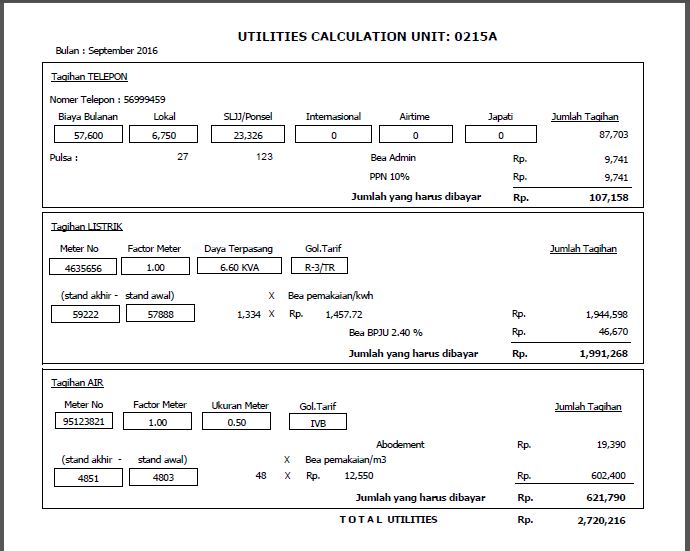 UTILITIES CALCULATION UNIT: 0215A
Bulan : September 2016
Tagihan TELEPON
Nomer Telepon : 56999459
Biaya Bulanan Lokal SLJJ/Ponsel Internasional Airtime Japati Jumlah Tagihan
57,600 6,750 23,326 0 0 0 87,703
Pulsa : 27 123 Bea Admin Rp. 9,741
PPN 10% Rp. 9,741
Jumlah yang harus dibayar Rp. 107,158
Tagihan LISTRIK
Meter No Factor Meter Daya Terpasang Gol.Tarif Jumlah Tagihan
4635656 1.00 6.60 KVA R-3/TR
(stand akhir - stand awal) X Bea pemakaian/kwh
59222 57888 1,334 X Rp. 1,457.72 Rp. 1,944,598
Bea BPJU 2.40 % Rp. 46,670
Jumlah yang harus dibayar Rp. 1,991,268
Tagihan AIR
Meter No Factor Meter Ukuran Meter Gol.Tarif Jumlah Tagihan
95123821 1.00 0.50 IVB
Abodement Rp. 19,390
(stand akhir - stand awal) X Bea pemakaian/m3
4851 4803 48 X Rp. 12,550 Rp. 602,400
Jumlah yang harus dibayar Rp. 621,790
T O T A L UTILITIES Rp. 2,720,216